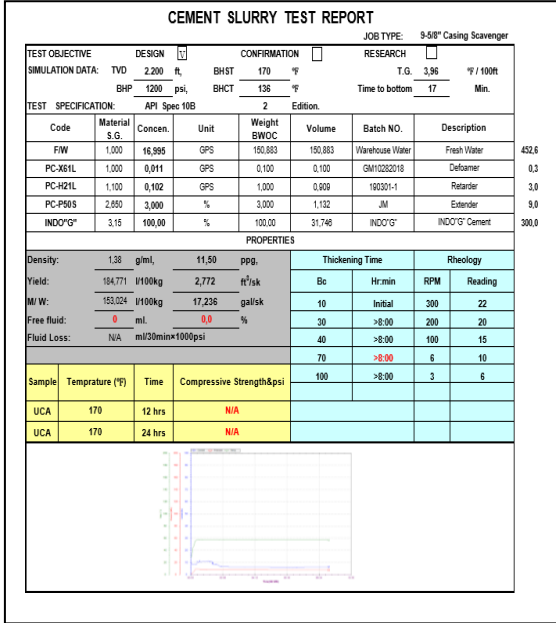 CEMENT SLURRY TEST REPORT
JOB TYPE: 9-5/8" Casing Scavenger
TEST OBJECTIVE DESIGN V CONFIRMATION RESEARCH
SIMULATION DATA: TVD 2.200 ft, BHST 170 ℉ T.G. 3,96 ℉ / 100ft
BHP 1200 psi, BHCT 136 ℉ Time to bottom 17 Min.
TEST SPECIFICATION: API Spec 10B 2 Edition.
Code Material S.G. Concen. Unit Weight BWOC Volume Batch NO. Description
F/W 1,000 16,995 GPS 150,883 150,883 Warehouse Water Fresh Water 452,6
PC-X61L 1,000 0,011 GPS 0,100 0,100 GM10282018 Defoamer 0,3
PC-H21L 1,100 0,102 GPS 1,000 0,909 190301-1 Retarder 3,0
PC-P50S 2,650 3,000 % 3,000 1,132 JM Extender 9,0
INDO"G" 3,15 100,00 % 100,00 31,746 INDO"G" INDO"G" Cement 300,0
PROPERTIES
Density: 1,38 g/ml, 11,50 ppg, Thickening Time Rheology
Yield: 184,771 l/100kg 2,772 ft³/sk Bc Hr:min RPM Reading
M/ W: 153,024 l/100kg 17,236 gal/sk 10 Initial 300 22
Free fluid: 0 ml. 0,0 % 30 >8:00 200 20
Fluid Loss: N/A ml/30min×1000psi 40 >8:00 100 15
70 >8:00 6 10
Sample Temprature (℉) Time Compressive Strength&psi 100 >8:00 3 6
UCA 170 12 hrs N/A
UCA 170 24 hrs N/A